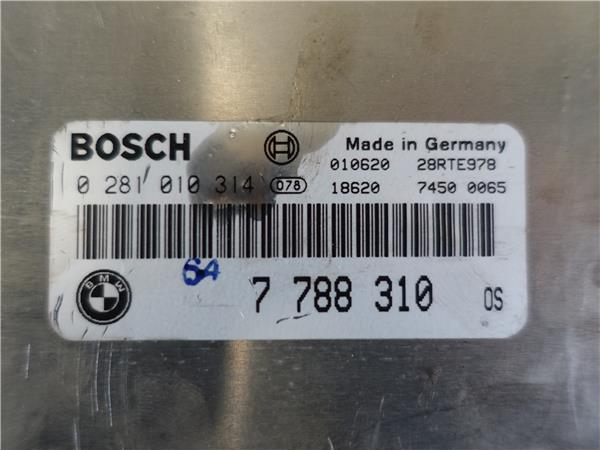 BOSCH Made in Germany
010620 28RTE978
0 281 010 314 078 18620 7450 0065
64
BMW 7 788 310 OS